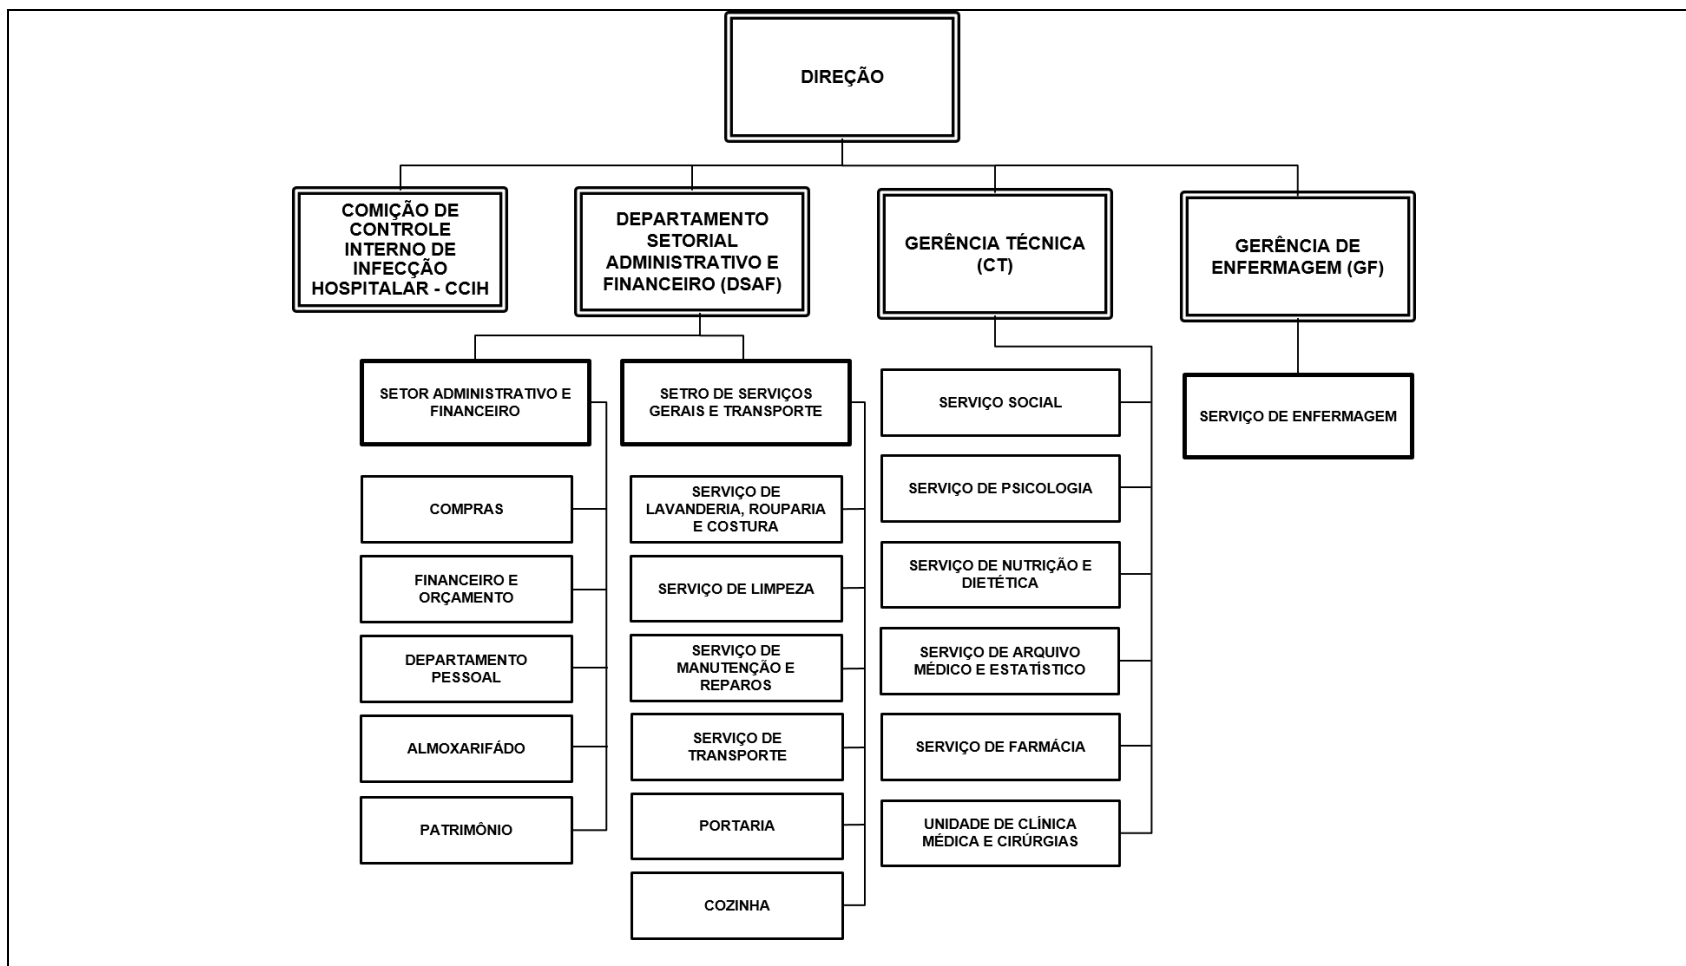 DIREÇÃO
COMIÇÃO DE
CONTROLE
INTERNO DE
INFECÇÃO
HOSPITALAR - CCIH
DEPARTAMENTO
SETORIAL
ADMINISTRATIVO E
FINANCEIRO (DSAF)
GERÊNCIA TÉCNICA
(CT)
GERÊNCIA DE
ENFERMAGEM (GF)
SETOR ADMINISTRATIVO E
FINANCEIRO
COMPRAS
FINANCEIRO E
ORÇAMENTO
DEPARTAMENTO
PESSOAL
ALMOXARIFÁDO
PATRIMÔNIO
SETRO DE SERVIÇOS
GERAIS E TRANSPORTE
SERVIÇO DE
LAVANDERIA, ROUPARIA
E COSTURA
SERVIÇO DE LIMPEZA
SERVIÇO DE
MANUTENÇÃO E
REPAROS
SERVIÇO DE
TRANSPORTE
PORTARIA
COZINHA
SERVIÇO SOCIAL
SERVIÇO DE PSICOLOGIA
SERVIÇO DE NUTRIÇÃO E
DIETÉTICA
SERVIÇO DE ARQUIVO
MÉDICO E ESTATÍSTICO
SERVIÇO DE FARMÁCIA
UNIDADE DE CLÍNICA
MÉDICA E CIRÚRGIAS
SERVIÇO DE ENFERMAGEM